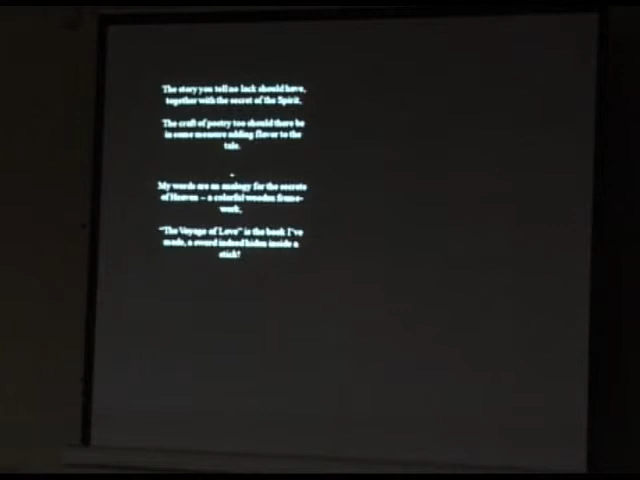 The story you tell no lack should have,
together with the secret of the Spirit.
The craft of poetry too should there be
in some measure adding flavor to the
tale.
-
My words are an analogy for the secrets
of Heaven – a colorful wooden frame-
work,
"The Voyage of Love" is the book I've
made, a sword indeed hiden inside a
stick!